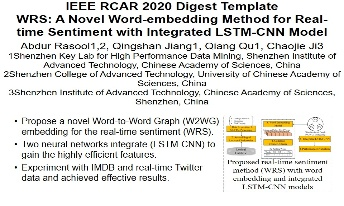 IEEE RCAR 2020 Digest Template
WRS: A Novel Word-embedding Method for Real-
time Sentiment with Integrated LSTM-CNN Model
Abdur Rasool1,2, Qingshan Jiang1, Qiang Qu1, Chaojie Ji3
1Shenzhen Key Lab for High Performance Data Mining, Shenzhen Institute of
Advanced Technology, Chinese Academy of Sciences, China
2Shenzhen College of Advanced Technology, University of Chinese Academy of
Sciences, China
3Shenzhen Institute of Advanced Technology, Chinese Academy of Sciences,
Shenzhen, China
• Propose a novel Word-to-Word Graph (W2WG)
embedding for the real-time sentiment (WRS).
• Two neural networks integrate (LSTM CNN) to
gain the highly efficient features.
• Experiment with IMDB and real-time Twitter
data and achieved effective results.
Proposed real-time sentiment
method (WRS) with word
embedding and integrated
LSTM-CNN models